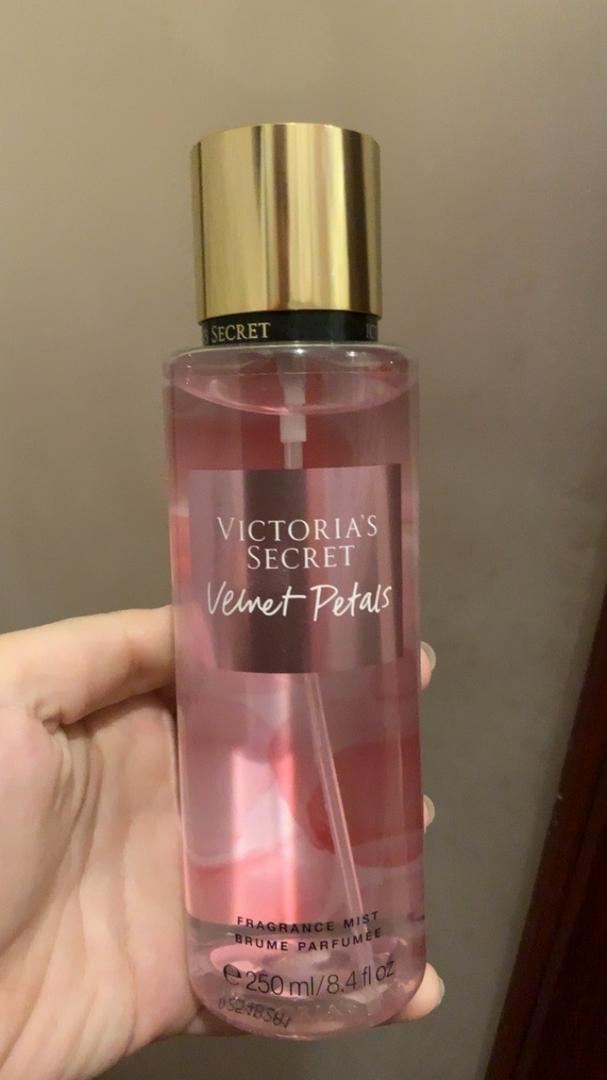 S SECRET
VICTORIA'S
SECRET
Velvet Petals
FRAGRANCE MIST
BRUME PARFUMÉE
e 250 ml/8.4 fl oz